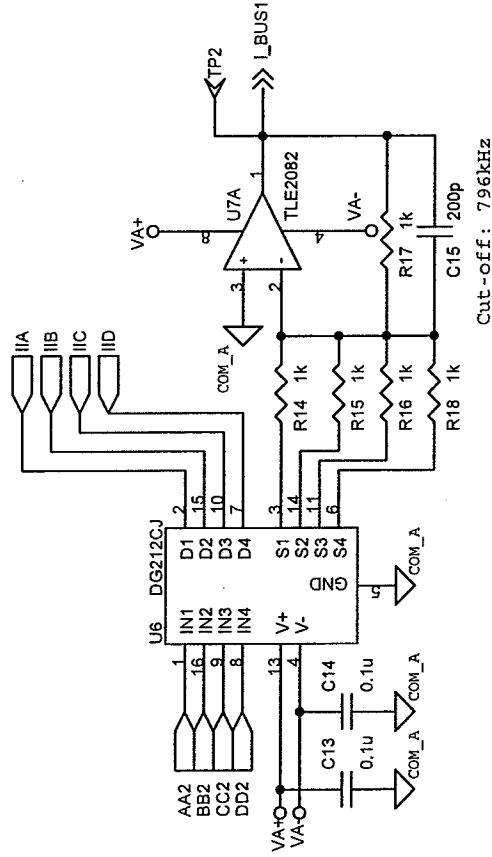 IIA
IIB
IIC
IID
U6
DG212CJ
AA2
BB2
CC2
DD2
1
16
9
8
IN1
IN2
IN3
IN4
D1
D2
D3
D4
2
15
10
7
VA+
VA-
13
4
V+
V-
GND
5
S1
S2
S3
S4
3
14
11
6
C13
0.1u
C14
0.1u
COM_A
COM_A
COM_A
COM_A
R14 1k
R15 1k
R16 1k
R18 1k
VA+
8
U7A
3
+
2
-
1
TLE2082
4
VA-
TP2
I_BUS1
R17 1k
C15 200p
Cut-off: 796kHz